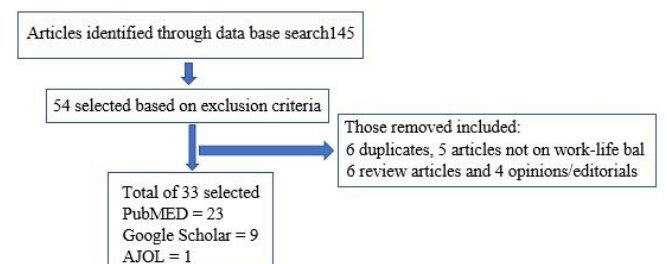 Articles identified through data base search145
54 selected based on exclusion criteria
Those removed included:
6 duplicates, 5 articles not on work-life bal
6 review articles and 4 opinions/editorials
Total of 33 selected
PubMED = 23
Google Scholar = 9
AJOL = 1